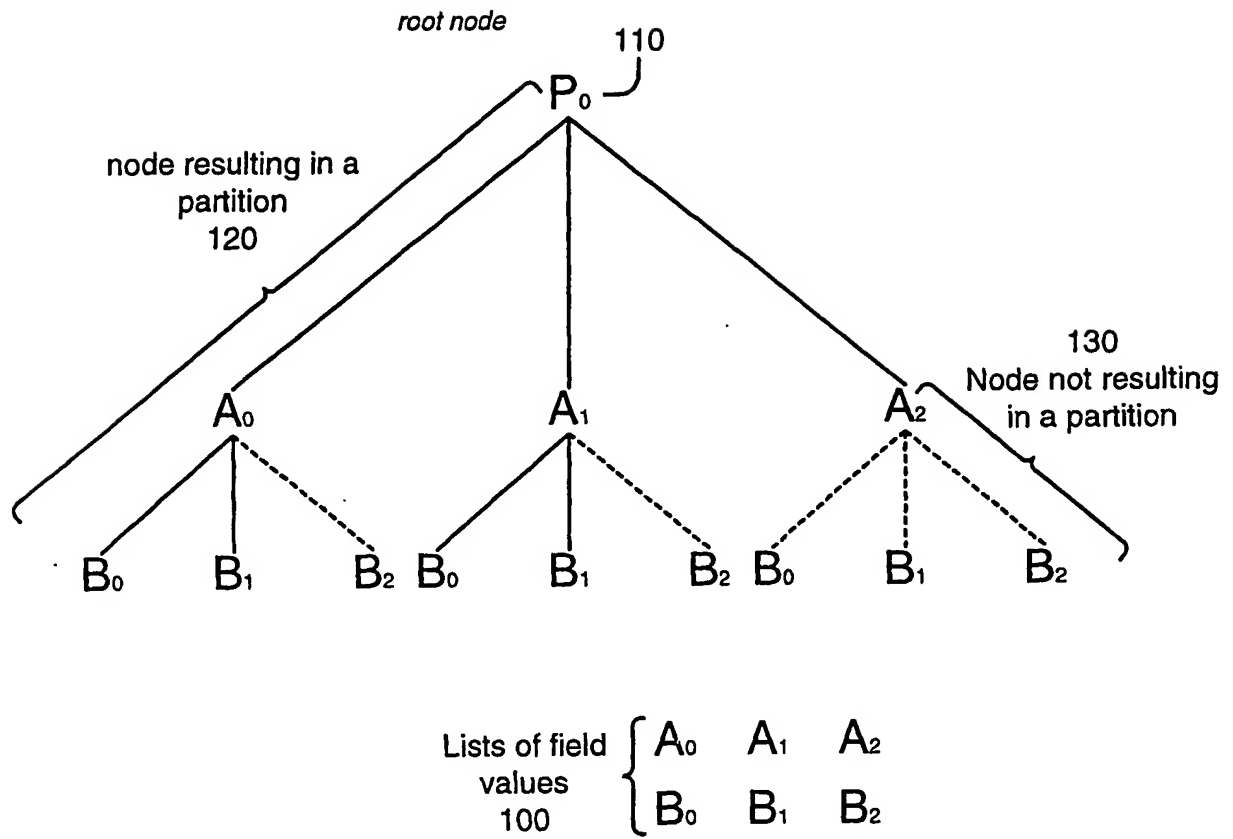 root node
110
P₀
node resulting in a
partition
120
130
Node not resulting
in a partition
A₀ A₁ A₂
B₀ B₁ B₂ B₀ B₁ B₂ B₀ B₁ B₂
Lists of field
values
100
A₀ A₁ A₂
B₀ B₁ B₂